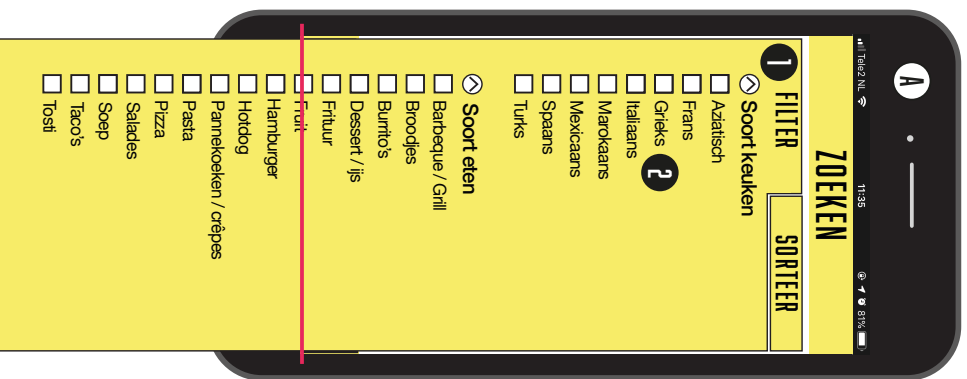 A
Tele2 NL 11:35 81%
ZOEKEN
1 FILTER SORTEER
Soort keuken
Aziatisch
Frans
Grieks 2
Italiaans
Marokaans
Mexicaans
Spaans
Turks
Soort eten
Barbeque / Grill
Broodjes
Burrito's
Dessert / ijs
Frituur
Fruit
Hamburger
Hotdog
Pannekoeken / crêpes
Pasta
Pizza
Salades
Soep
Taco's
Tosti